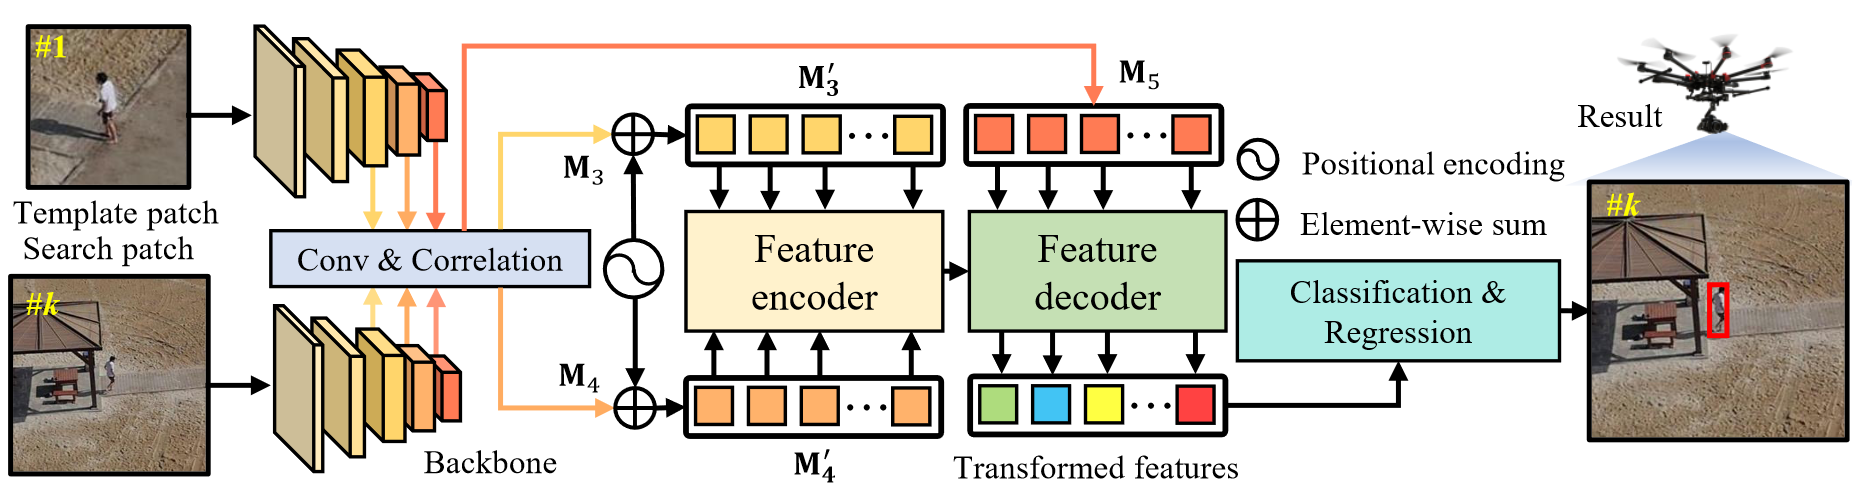 #1
Template patch
Search patch
#k
Backbone
Conv & Correlation
M₃
M₄
M′₃
M′₄
M₅
Feature
encoder
Feature
decoder
Transformed features
Positional encoding
Element-wise sum
Classification &
Regression
Result
#k